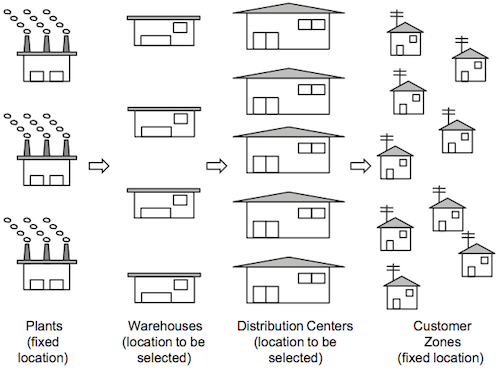 Plants
(fixed
location)
Warehouses
(location to be
selected)
Distribution Centers
(location to be
selected)
Customer
Zones
(fixed location)